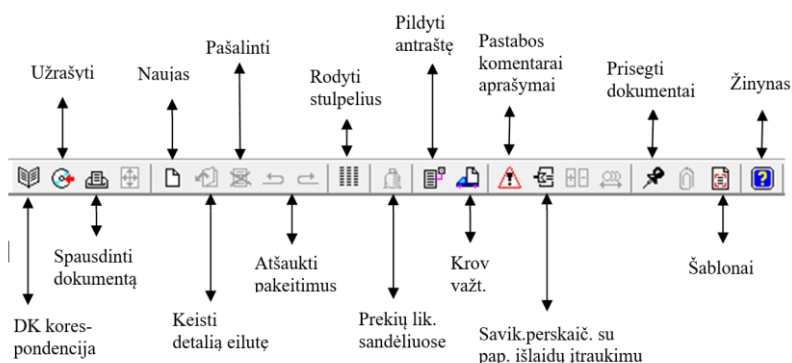 Užrašyti
Naujas
Pašalinti
Rodyti
stulpelius
Pildyti
antraštę
Pastabos
komentarai
aprašymai
Prisegti
dokumentai
Žinynas
?
DK kores-
pondencija
Spausdinti
dokumentą
Keisti
detalią eilutę
Atšaukti
pakeitimus
Prekių lik.
sandėliuose
Krov
važt.
Savik.perskaič. su
pap. išlaidų įtraukimu
Šablonai